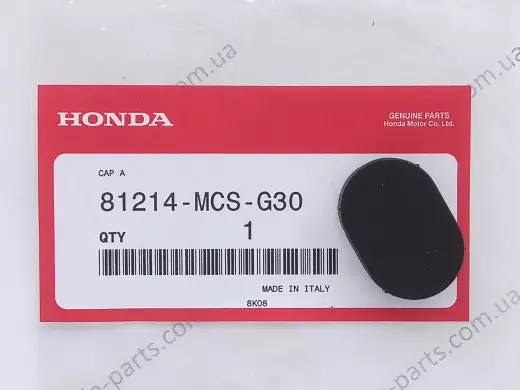 HONDA
GENUINE PARTS
Honda Motor Co., Ltd.
CAP A
81214-MCS-G30
QTY 1
MADE IN ITALY
8K08